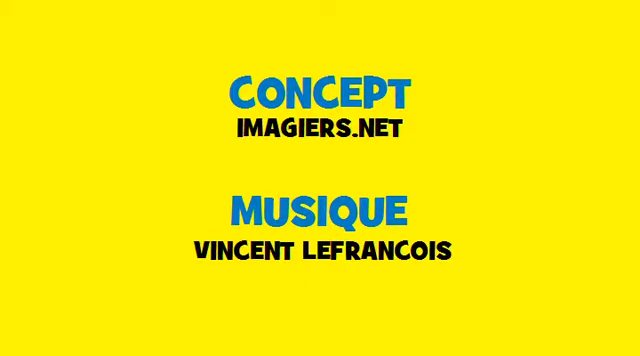 CONCEPT
IMAGIERS.NET
MUSIQUE
VINCENT LEFRANCOIS